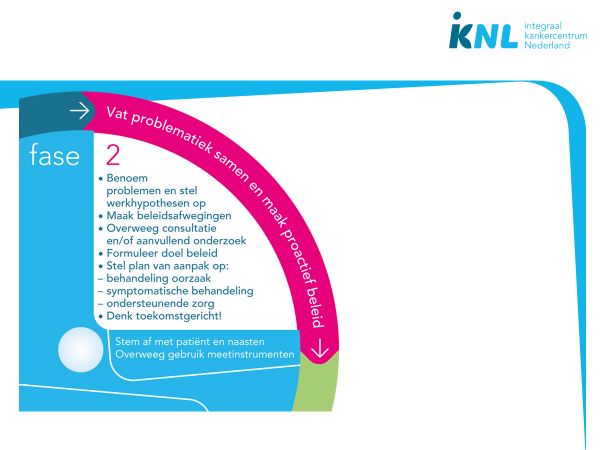 iKNL integraal
kankercentrum
Nederland
Vat problematiek samen en maak proactief beleid
fase 2
• Benoem
problemen en stel
werkhypothesen op
• Maak beleidsafwegingen
• Overweeg consultatie
en/of aanvullend onderzoek
• Formuleer doel beleid
• Stel plan van aanpak op:
– behandeling oorzaak
– symptomatische behandeling
– ondersteunende zorg
• Denk toekomstgericht!
Stem af met patiënt en naasten
Overweeg gebruik meetinstrumenten